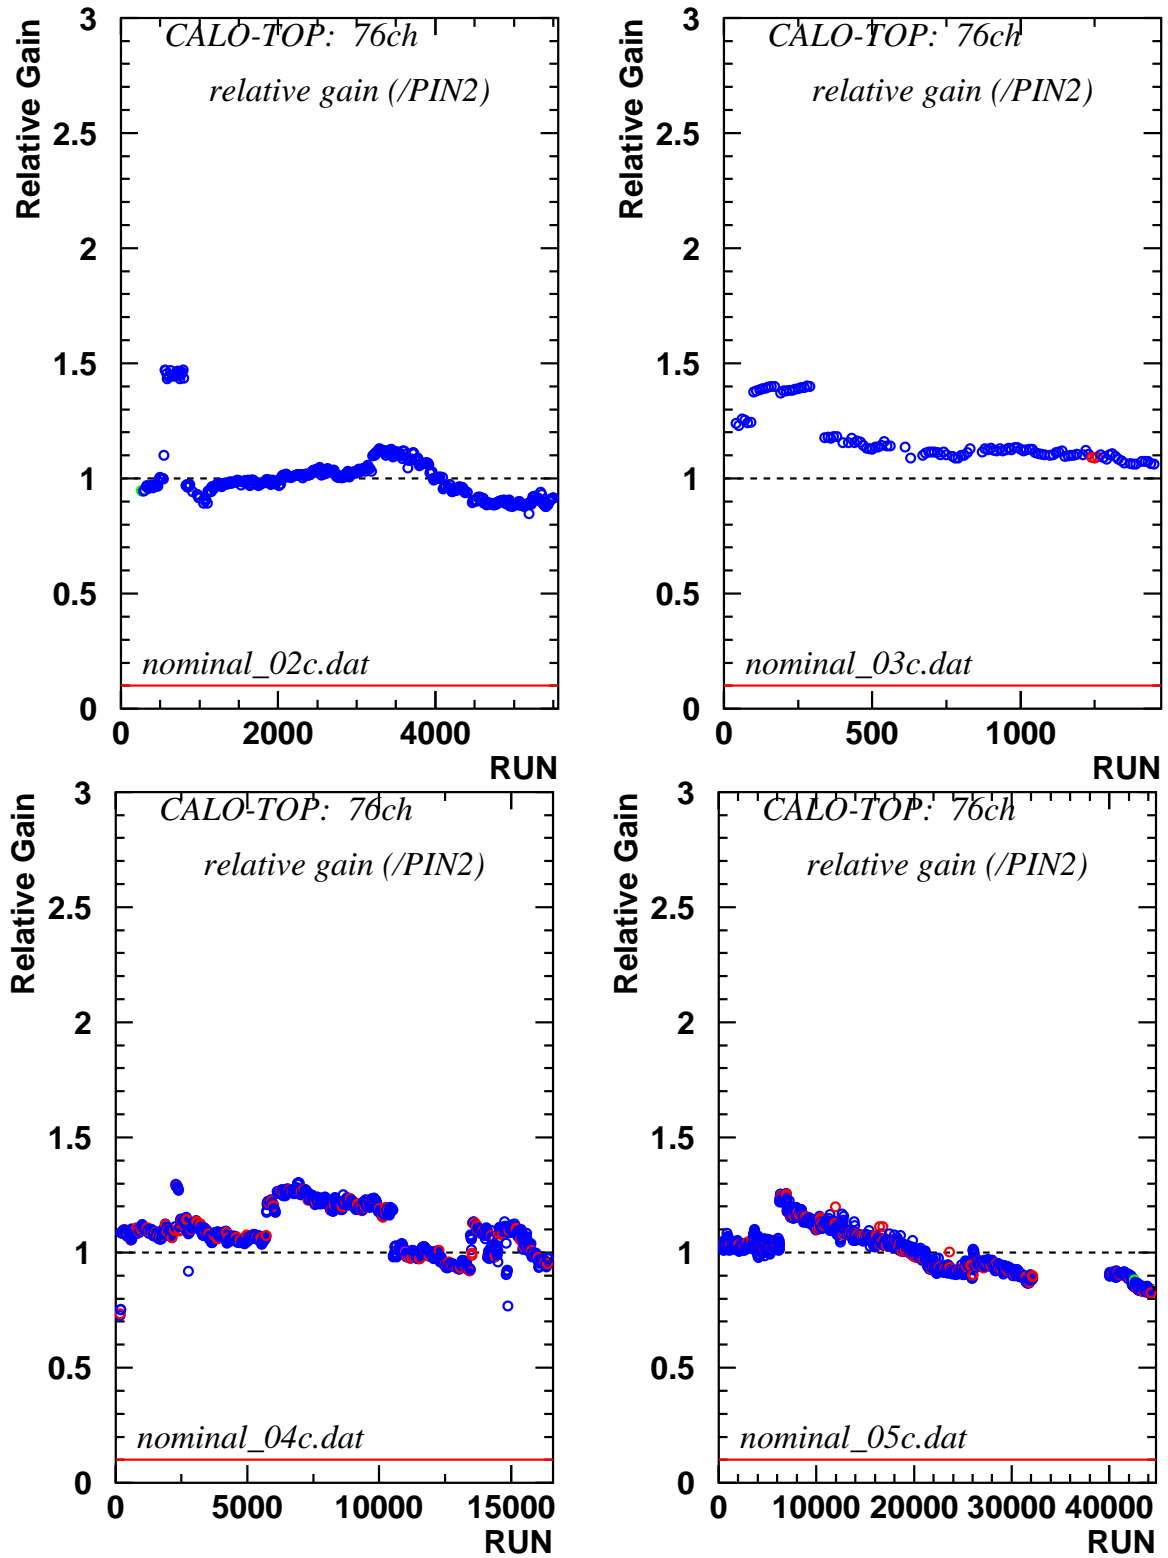 CALO-TOP: 76ch
relative gain (/PIN2)
Relative Gain
3
2.5
2
1.5
1
0.5
0
nominal_02c.dat
0 2000 4000
RUN
CALO-TOP: 76ch
relative gain (/PIN2)
Relative Gain
3
2.5
2
1.5
1
0.5
0
nominal_03c.dat
0 500 1000
RUN
CALO-TOP: 76ch
relative gain (/PIN2)
Relative Gain
3
2.5
2
1.5
1
0.5
0
nominal_04c.dat
0 5000 10000 15000
RUN
CALO-TOP: 76ch
relative gain (/PIN2)
Relative Gain
3
2.5
2
1.5
1
0.5
0
nominal_05c.dat
0 10000 20000 30000 40000
RUN